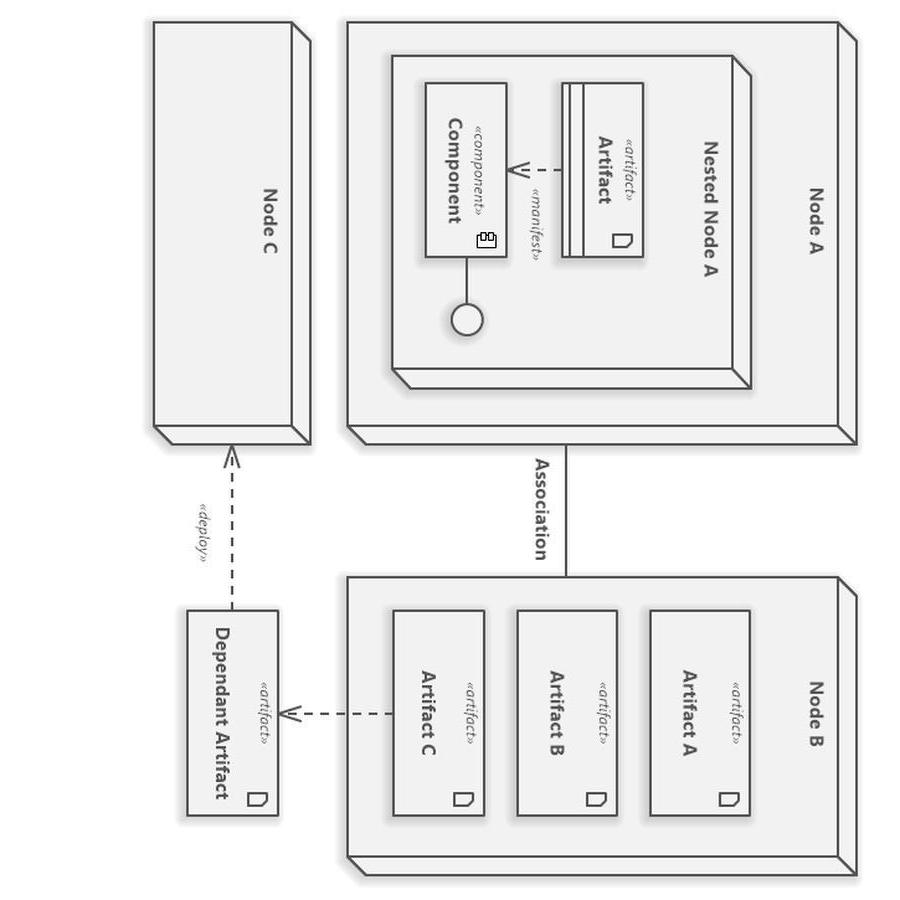 Node A
Nested Node A
«artifact»
Artifact
«manifest»
«component»
Component
Association
Node B
«artifact»
Artifact A
«artifact»
Artifact B
«artifact»
Artifact C
Node C
«deploy»
«artifact»
Dependant Artifact